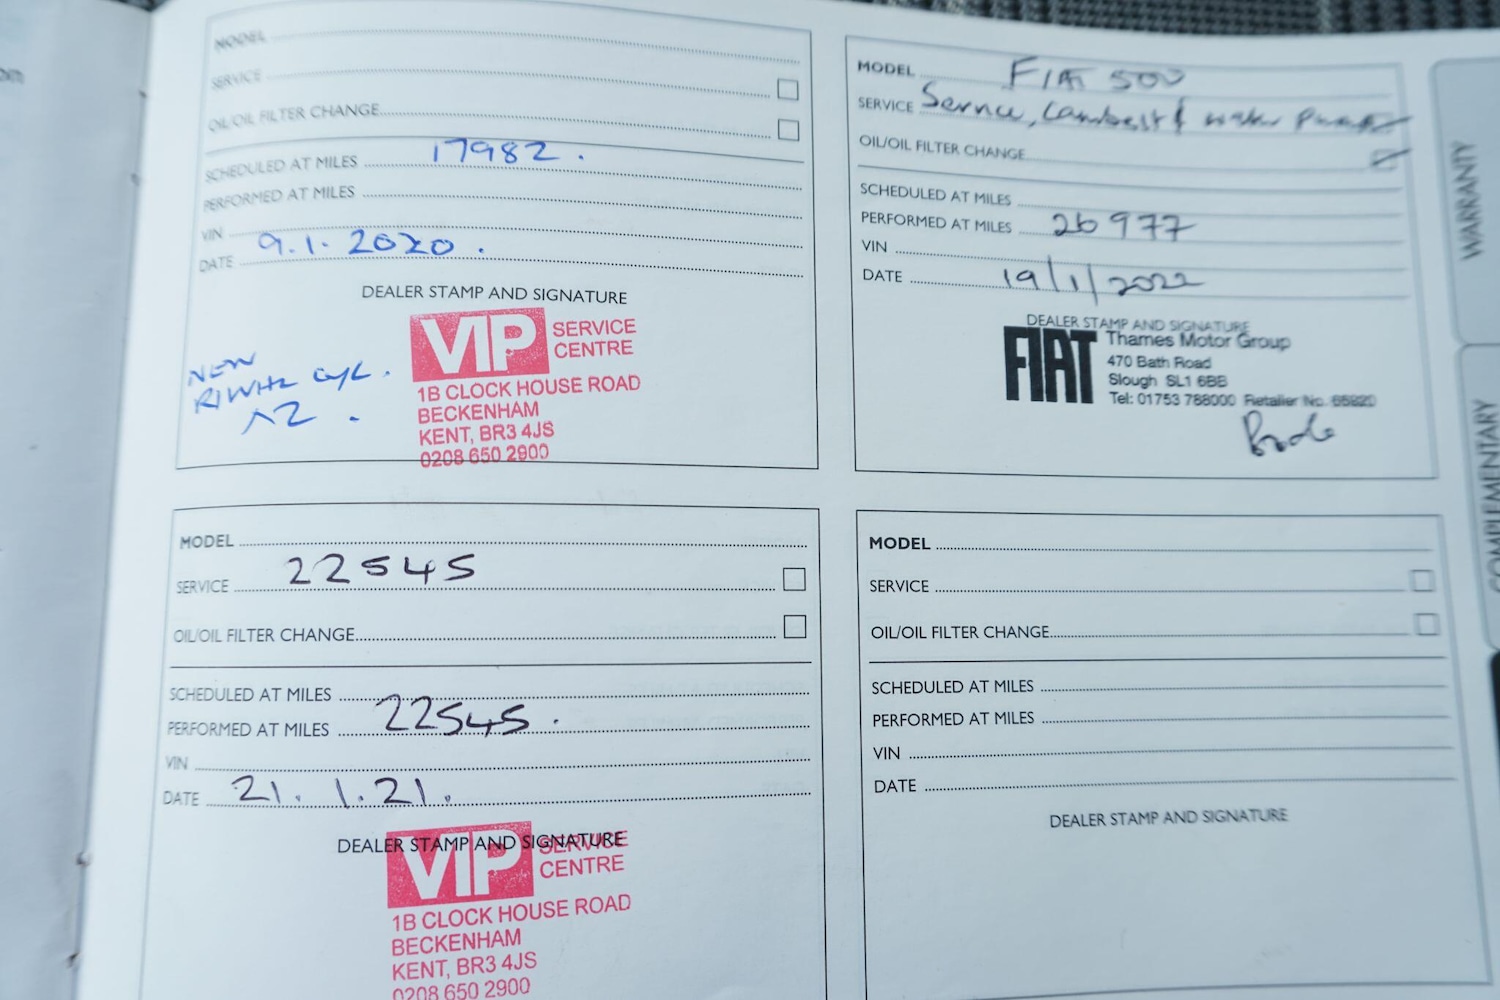 om
MODEL
SERVICE
OIL/OIL FILTER CHANGE
SCHEDULED AT MILES 17982.
PERFORMED AT MILES
VIN
DATE 9.1.2020.
DEALER STAMP AND SIGNATURE
NEW
R/WHL CYL.
VIP SERVICE CENTRE
1B CLOCK HOUSE ROAD
BECKENHAM
KENT, BR3 4JS
0208 650 2900
MODEL FIAT 500
SERVICE Service, Cambelt & water pump
OIL/OIL FILTER CHANGE
SCHEDULED AT MILES
PERFORMED AT MILES 26977
VIN
DATE 19/1/2022
DEALER STAMP AND SIGNATURE
FIAT Thames Motor Group
470 Bath Road
Slough SL1 6BB
Tel: 01753 788000 Retailer No. 65920
MODEL
SERVICE 22545
OIL/OIL FILTER CHANGE
SCHEDULED AT MILES
PERFORMED AT MILES 22545.
VIN
DATE 21.1.21.
DEALER STAMP AND SIGNATURE
VIP SERVICE CENTRE
1B CLOCK HOUSE ROAD
BECKENHAM
KENT, BR3 4JS
0208 650 2900
MODEL
SERVICE
OIL/OIL FILTER CHANGE
SCHEDULED AT MILES
PERFORMED AT MILES
VIN
DATE
DEALER STAMP AND SIGNATURE
WARRANTY
COMPLEMENTARY